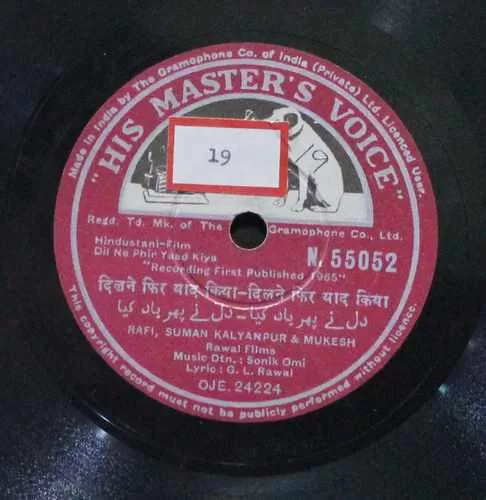 Made in India by The Gramophone Co. of India (Private) Ltd. Licenced User.
"HIS MASTER'S VOICE"
19
19
Regd. Td. Mk. of The Gramophone Co., Ltd.
Hindustani-Film
Dil Ne Phir Yaad Kiya
N. 55052
"Recording First Published 1965"
दिलने फिर याद किया-दिलने फिर याद किया
دل نے پھر یاد کیا - دل نے پھر یاد کیا
RAFI, SUMAN KALYANPUR & MUKESH
Rawal Films
Music Dtn.: Sonik Omi
Lyric: G. L. Rawal
OJE. 24224
This copyright record must not be publicly performed without licence.